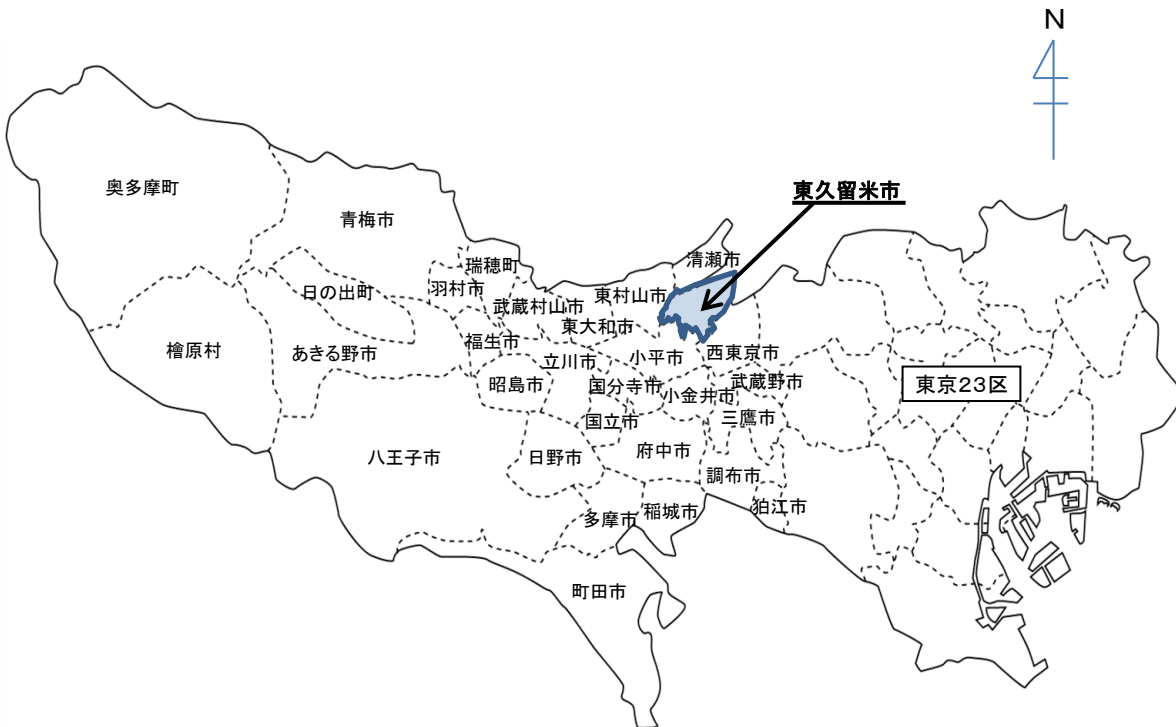 N
奥多摩町
東久留米市
青梅市
清瀬市
瑞穂町
羽村市
日の出町
東村山市
武蔵村山市
東大和市
福生市
檜原村
あきる野市
立川市
小平市
西東京市
昭島市
国分寺市
小金井市
武蔵野市
東京23区
国立市
三鷹市
八王子市
日野市
府中市
調布市
多摩市
稲城市
狛江市
町田市